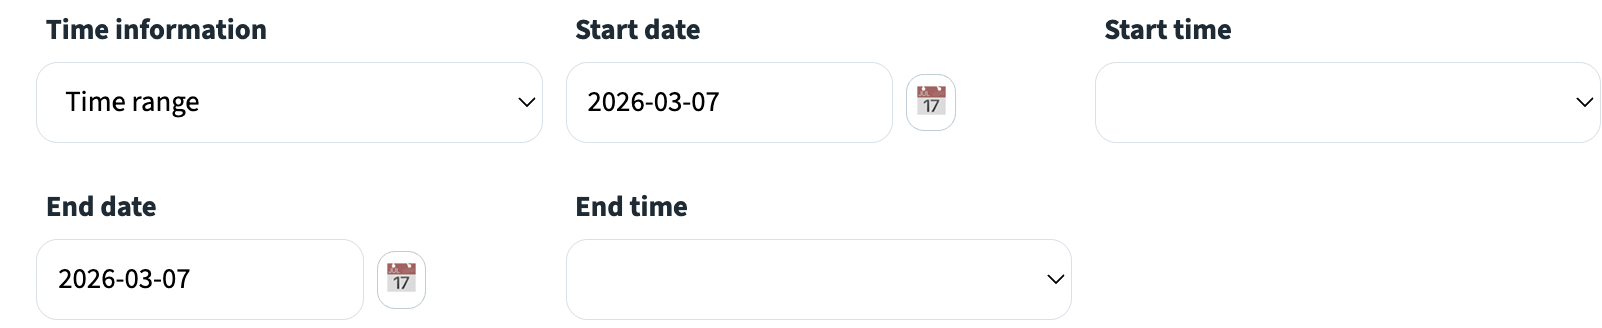 Time information
Start date
Start time
Time range
2026-03-07
17
End date
End time
2026-03-07
17